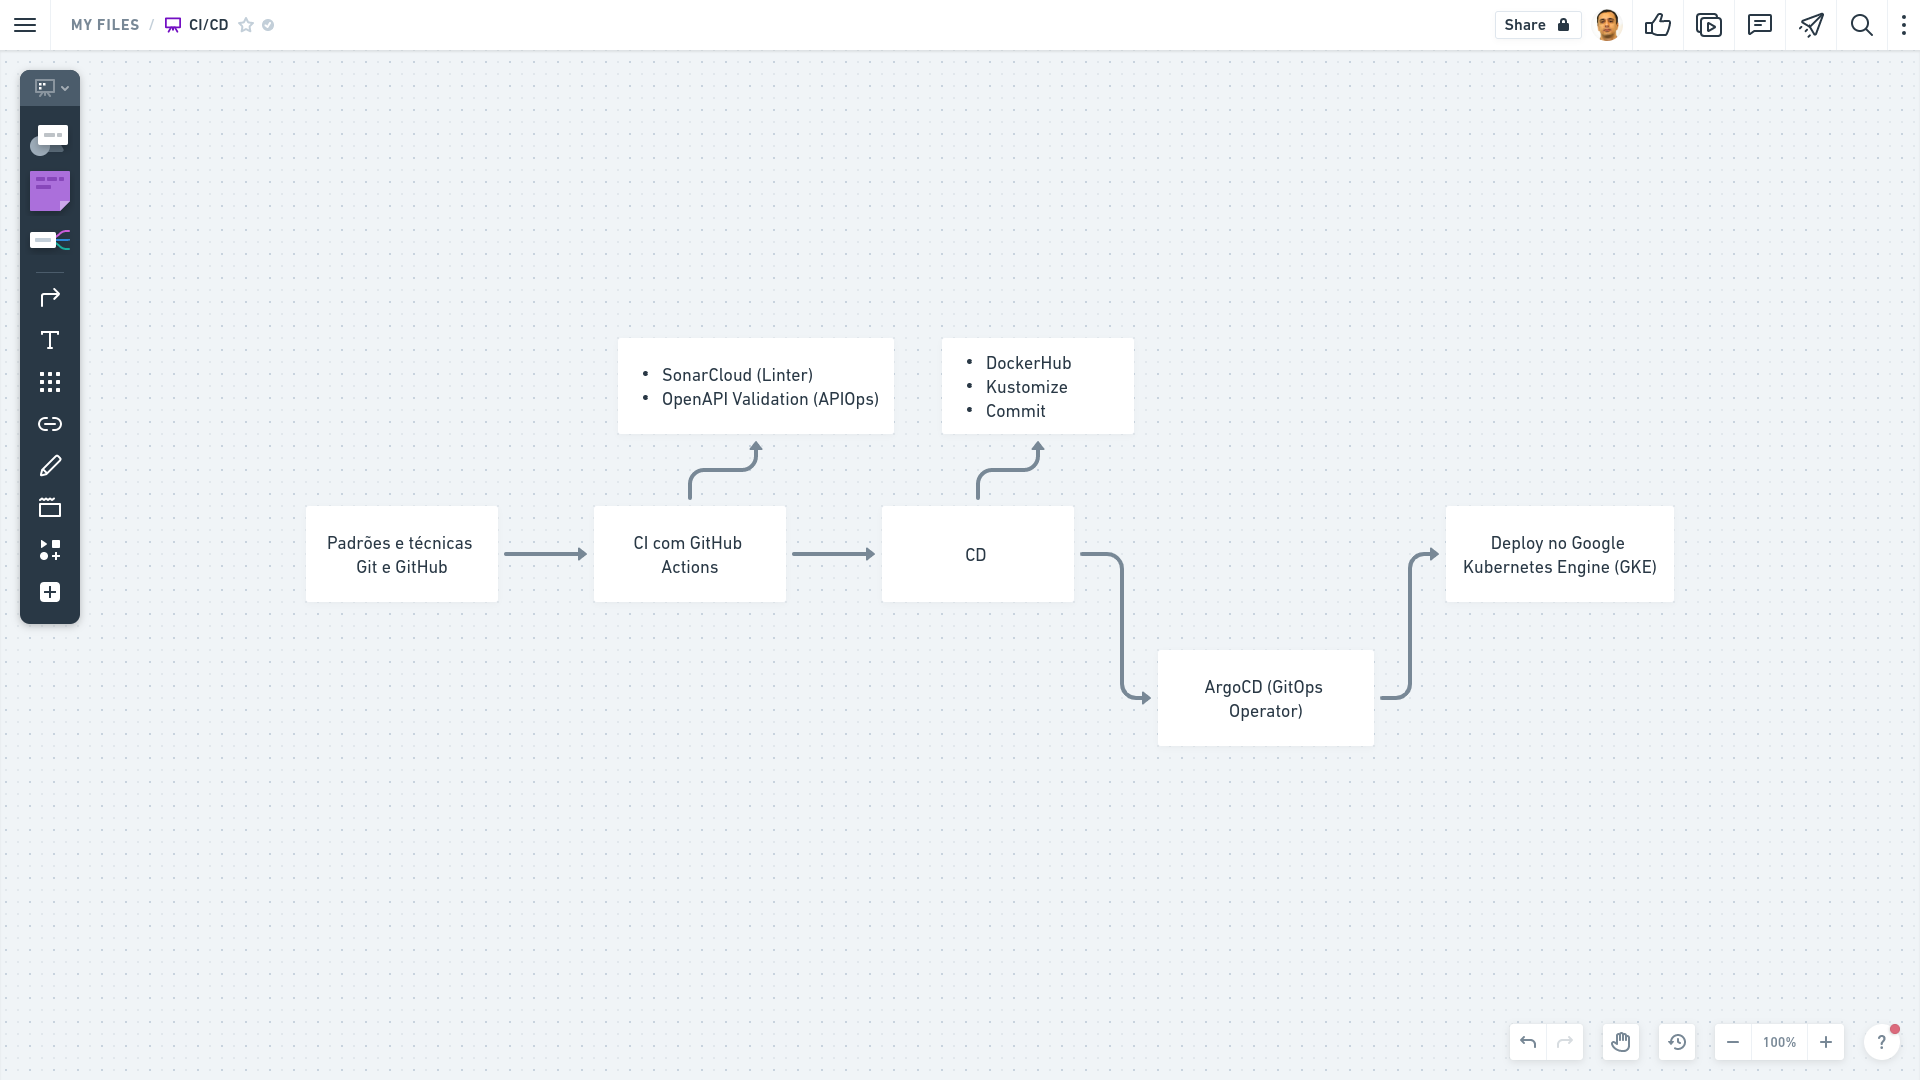 MY FILES / CI/CD
Share
• SonarCloud (Linter)
• OpenAPI Validation (APIOps)
• DockerHub
• Kustomize
• Commit
Padrões e técnicas
Git e GitHub
CI com GitHub
Actions
CD
Deploy no Google
Kubernetes Engine (GKE)
ArgoCD (GitOps
Operator)
100%
?